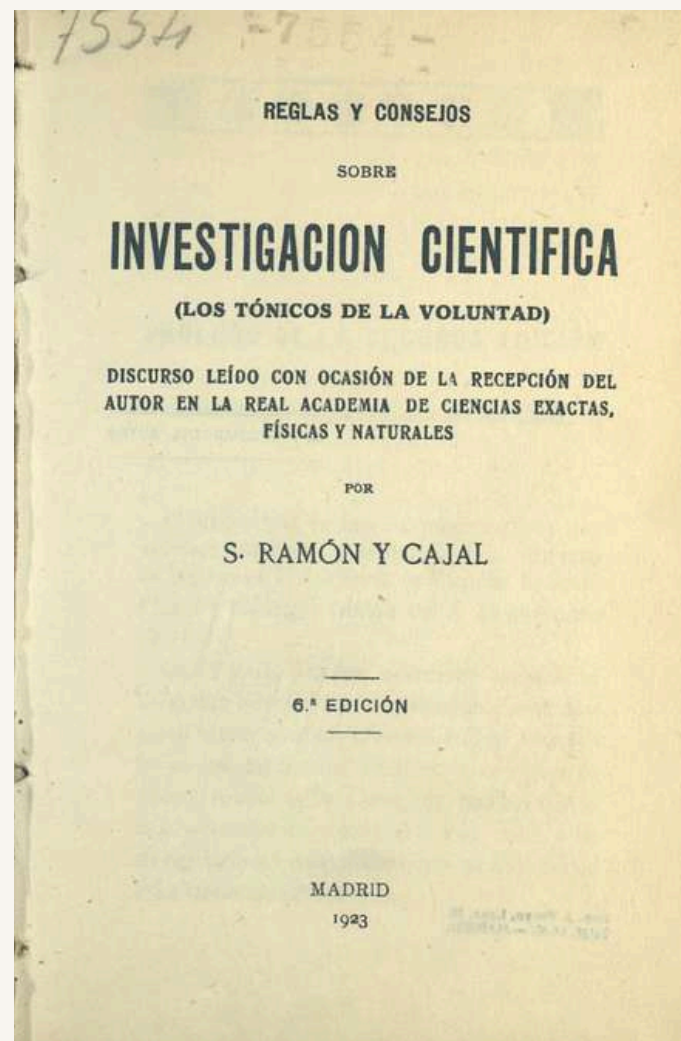 7554
REGLAS Y CONSEJOS
SOBRE
INVESTIGACION CIENTIFICA
(LOS TÓNICOS DE LA VOLUNTAD)
DISCURSO LEÍDO CON OCASIÓN DE LA RECEPCIÓN DEL
AUTOR EN LA REAL ACADEMIA DE CIENCIAS EXACTAS,
FÍSICAS Y NATURALES
POR
S. RAMÓN Y CAJAL
6.ª EDICIÓN
MADRID
1923